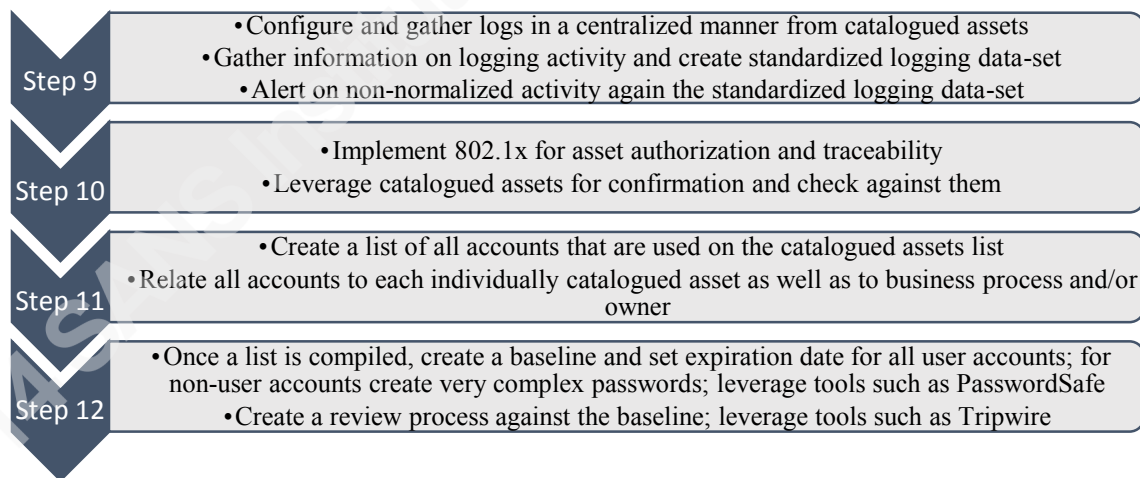 Step 9
•Configure and gather logs in a centralized manner from catalogued assets
•Gather information on logging activity and create standardized logging data-set
•Alert on non-normalized activity again the standardized logging data-set
Step 10
•Implement 802.1x for asset authorization and traceability
•Leverage catalogued assets for confirmation and check against them
Step 11
•Create a list of all accounts that are used on the catalogued assets list
•Relate all accounts to each individually catalogued asset as well as to business process and/or
owner
Step 12
•Once a list is compiled, create a baseline and set expiration date for all user accounts; for
non-user accounts create very complex passwords; leverage tools such as PasswordSafe
•Create a review process against the baseline; leverage tools such as Tripwire
4 SANS